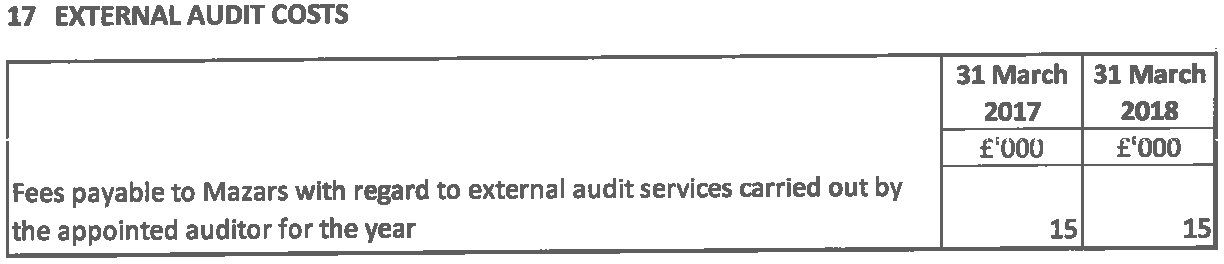 17 EXTERNAL AUDIT COSTS
31 March 31 March
2017 2018
£'000 £'000
Fees payable to Mazars with regard to external audit services carried out by
the appointed auditor for the year 15 15